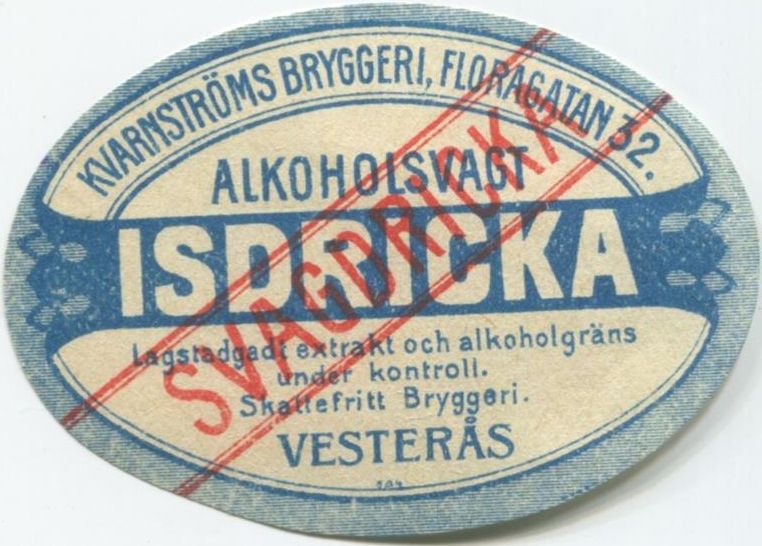 KVARNSTRÖMS BRYGGERI, FLORAGATAN 32.
ALKOHOLSVAGT
ISDRICKA
SVAGDRICKA
Lagstadgadt extrakt och alkoholgräns
under kontroll.
Skattefritt Bryggeri.
VESTERÅS